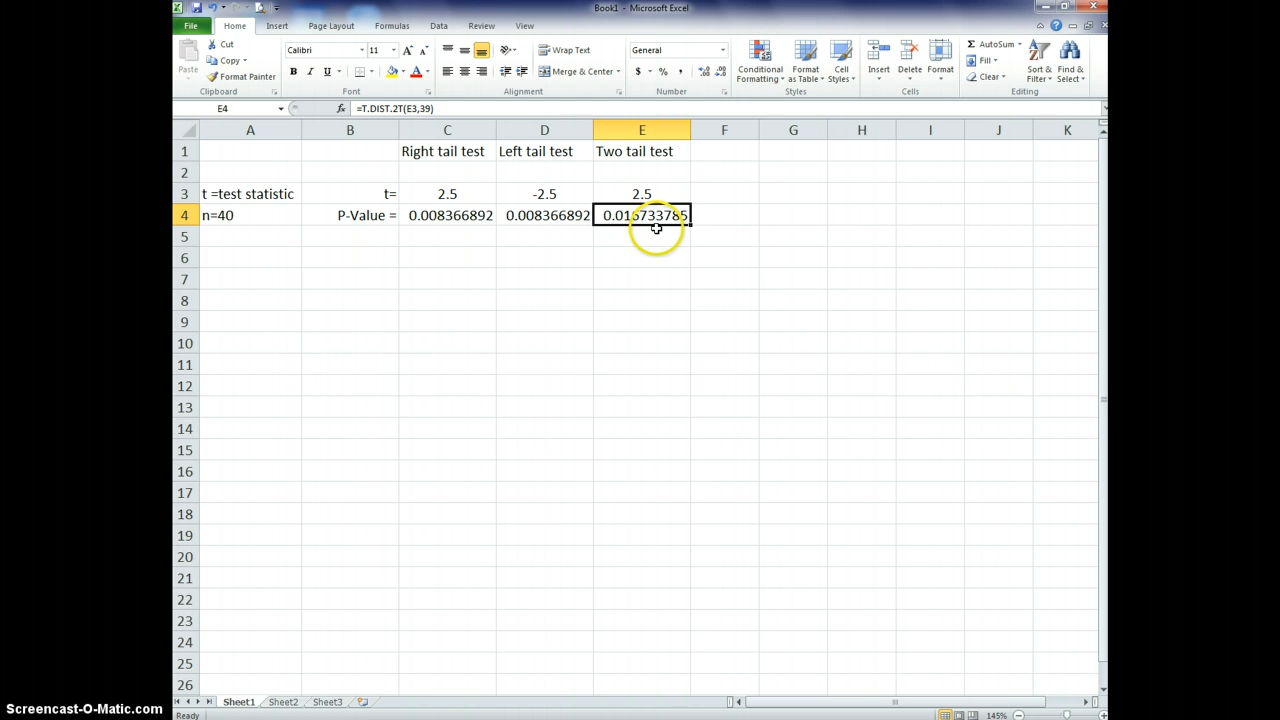 Book1 - Microsoft Excel
File Home Insert Page Layout Formulas Data Review View
Cut Calibri 11 Wrap Text General AutoSum
Paste Copy Conditional Format Cell Insert Delete Format Fill Sort & Find &
Format Painter B I U Merge & Center $ % , Formatting as Table Styles Clear Filter Select
Clipboard Font Alignment Number Styles Cells Editing
E4 fx =T.DIST.2T(E3,39)
A B C D E F G H I J K
1 Right tail test Left tail test Two tail test
2
3 t =test statistic t= 2.5 -2.5 2.5
4 n=40 P-Value = 0.008366892 0.008366892 0.016733785
5
6
7
8
9
10
11
12
13
14
15
16
17
18
19
20
21
22
23
24
25
26
Sheet1 Sheet2 Sheet3
Screencast-O-Matic.com
Ready 145%